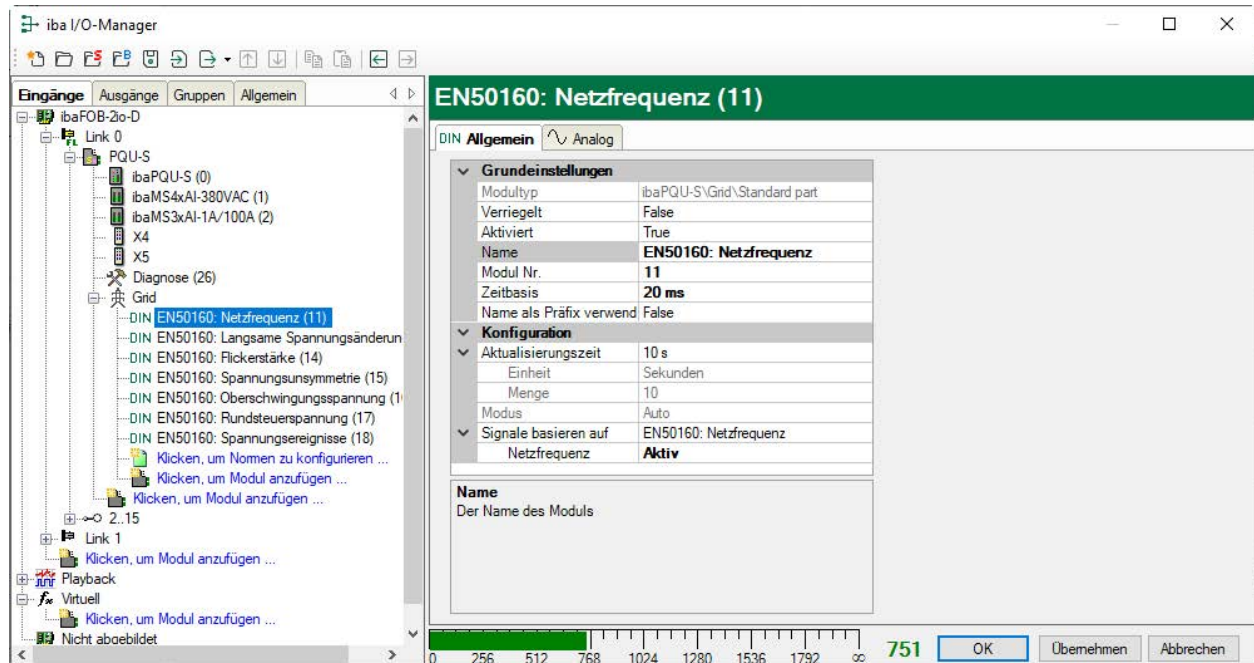 iba I/O-Manager
Eingänge Ausgänge Gruppen Allgemein
ibaFOB-2io-D
Link 0
PQU-S
ibaPQU-S (0)
ibaMS4xAI-380VAC (1)
ibaMS3xAI-1A/100A (2)
X4
X5
Diagnose (26)
Grid
DIN EN50160: Netzfrequenz (11)
DIN EN50160: Langsame Spannungsänderun
DIN EN50160: Flickerstärke (14)
DIN EN50160: Spannungsunsymmetrie (15)
DIN EN50160: Oberschwingungsspannung (1
DIN EN50160: Rundsteuerspannung (17)
DIN EN50160: Spannungsereignisse (18)
Klicken, um Normen zu konfigurieren ...
Klicken, um Modul anzufügen ...
Klicken, um Modul anzufügen ...
2..15
Link 1
Klicken, um Modul anzufügen ...
Playback
fx Virtuell
Klicken, um Modul anzufügen ...
Nicht abgebildet
EN50160: Netzfrequenz (11)
DIN Allgemein Analog
Grundeinstellungen
Modultyp ibaPQU-S\Grid\Standard part
Verriegelt False
Aktiviert True
Name EN50160: Netzfrequenz
Modul Nr. 11
Zeitbasis 20 ms
Name als Präfix verwend False
Konfiguration
Aktualisierungszeit 10 s
Einheit Sekunden
Menge 10
Modus Auto
Signale basieren auf EN50160: Netzfrequenz
Netzfrequenz Aktiv
Name
Der Name des Moduls
0 256 512 768 1024 1280 1536 1792 ∞
751 OK Übernehmen Abbrechen